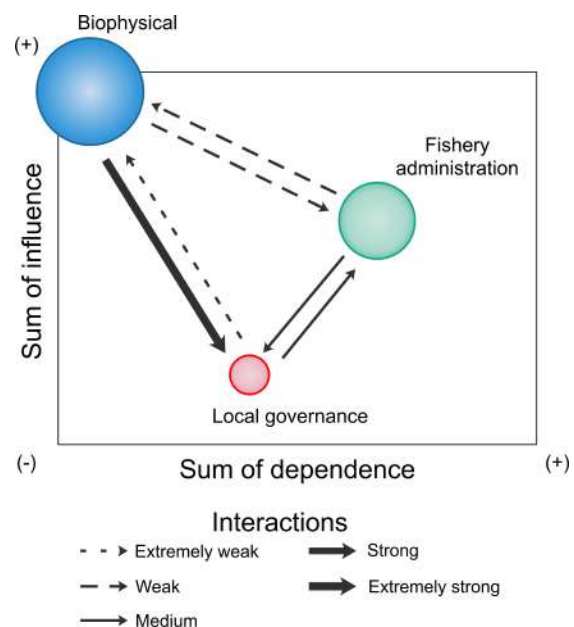 Biophysical
(+)
Fishery
administration
Sum of influence
Local governance
(-)
Sum of dependence
(+)
Interactions
Extremely weak
Strong
Weak
Extremely strong
Medium